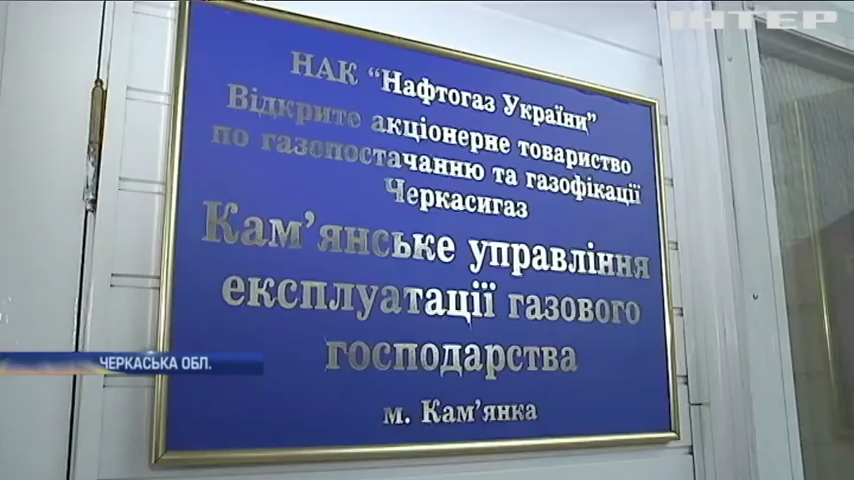 ІНТЕР
НАК “Нафтогаз України”
Відкрите акціонерне товариство
по газепостачанню та газофікації
Черкасигаз
Кам’янське управління
експлуатації газового
господарства
м. Кам’янка
ЧЕРКАСЬКА ОБЛ.